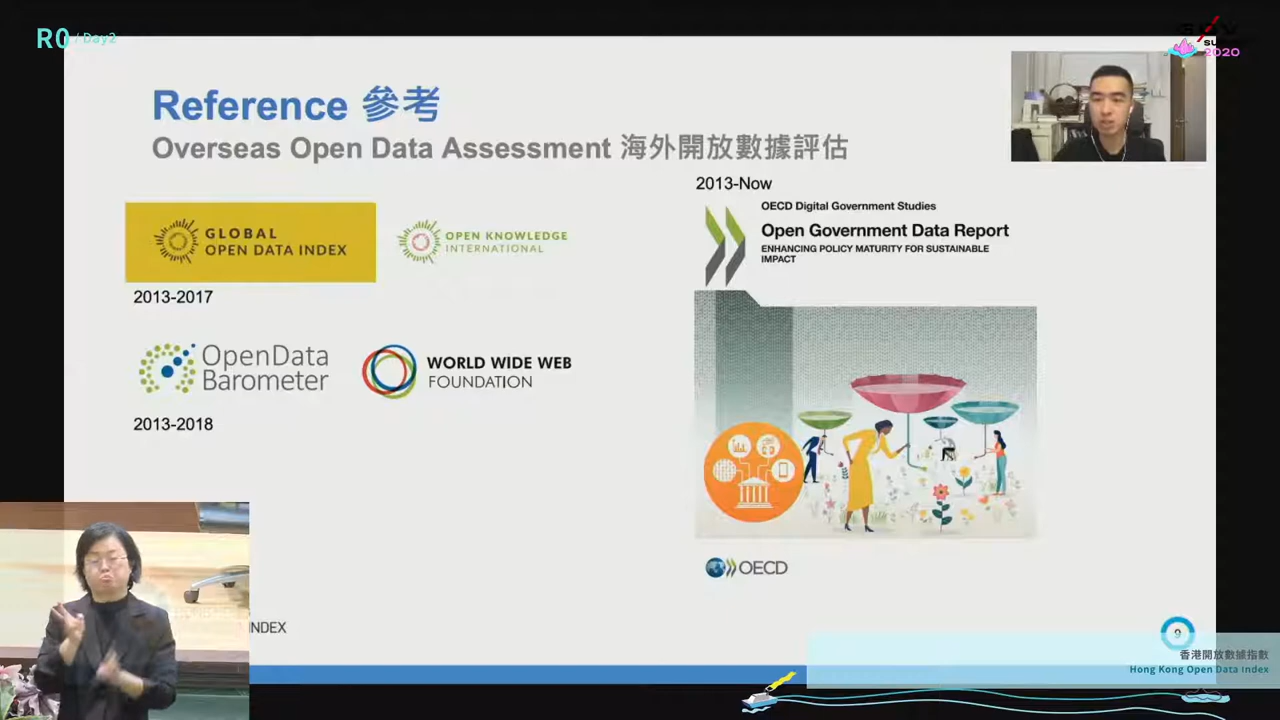 R0 / Day2
2020
Reference 參考
Overseas Open Data Assessment 海外開放數據評估
2013-Now
GLOBAL
OPEN DATA INDEX
OPEN KNOWLEDGE
INTERNATIONAL
2013-2017
OECD Digital Government Studies
Open Government Data Report
ENHANCING POLICY MATURITY FOR SUSTAINABLE
IMPACT
OpenData
Barometer
WORLD WIDE WEB
FOUNDATION
2013-2018
OECD
INDEX
9
香港開放數據指數
Hong Kong Open Data Index